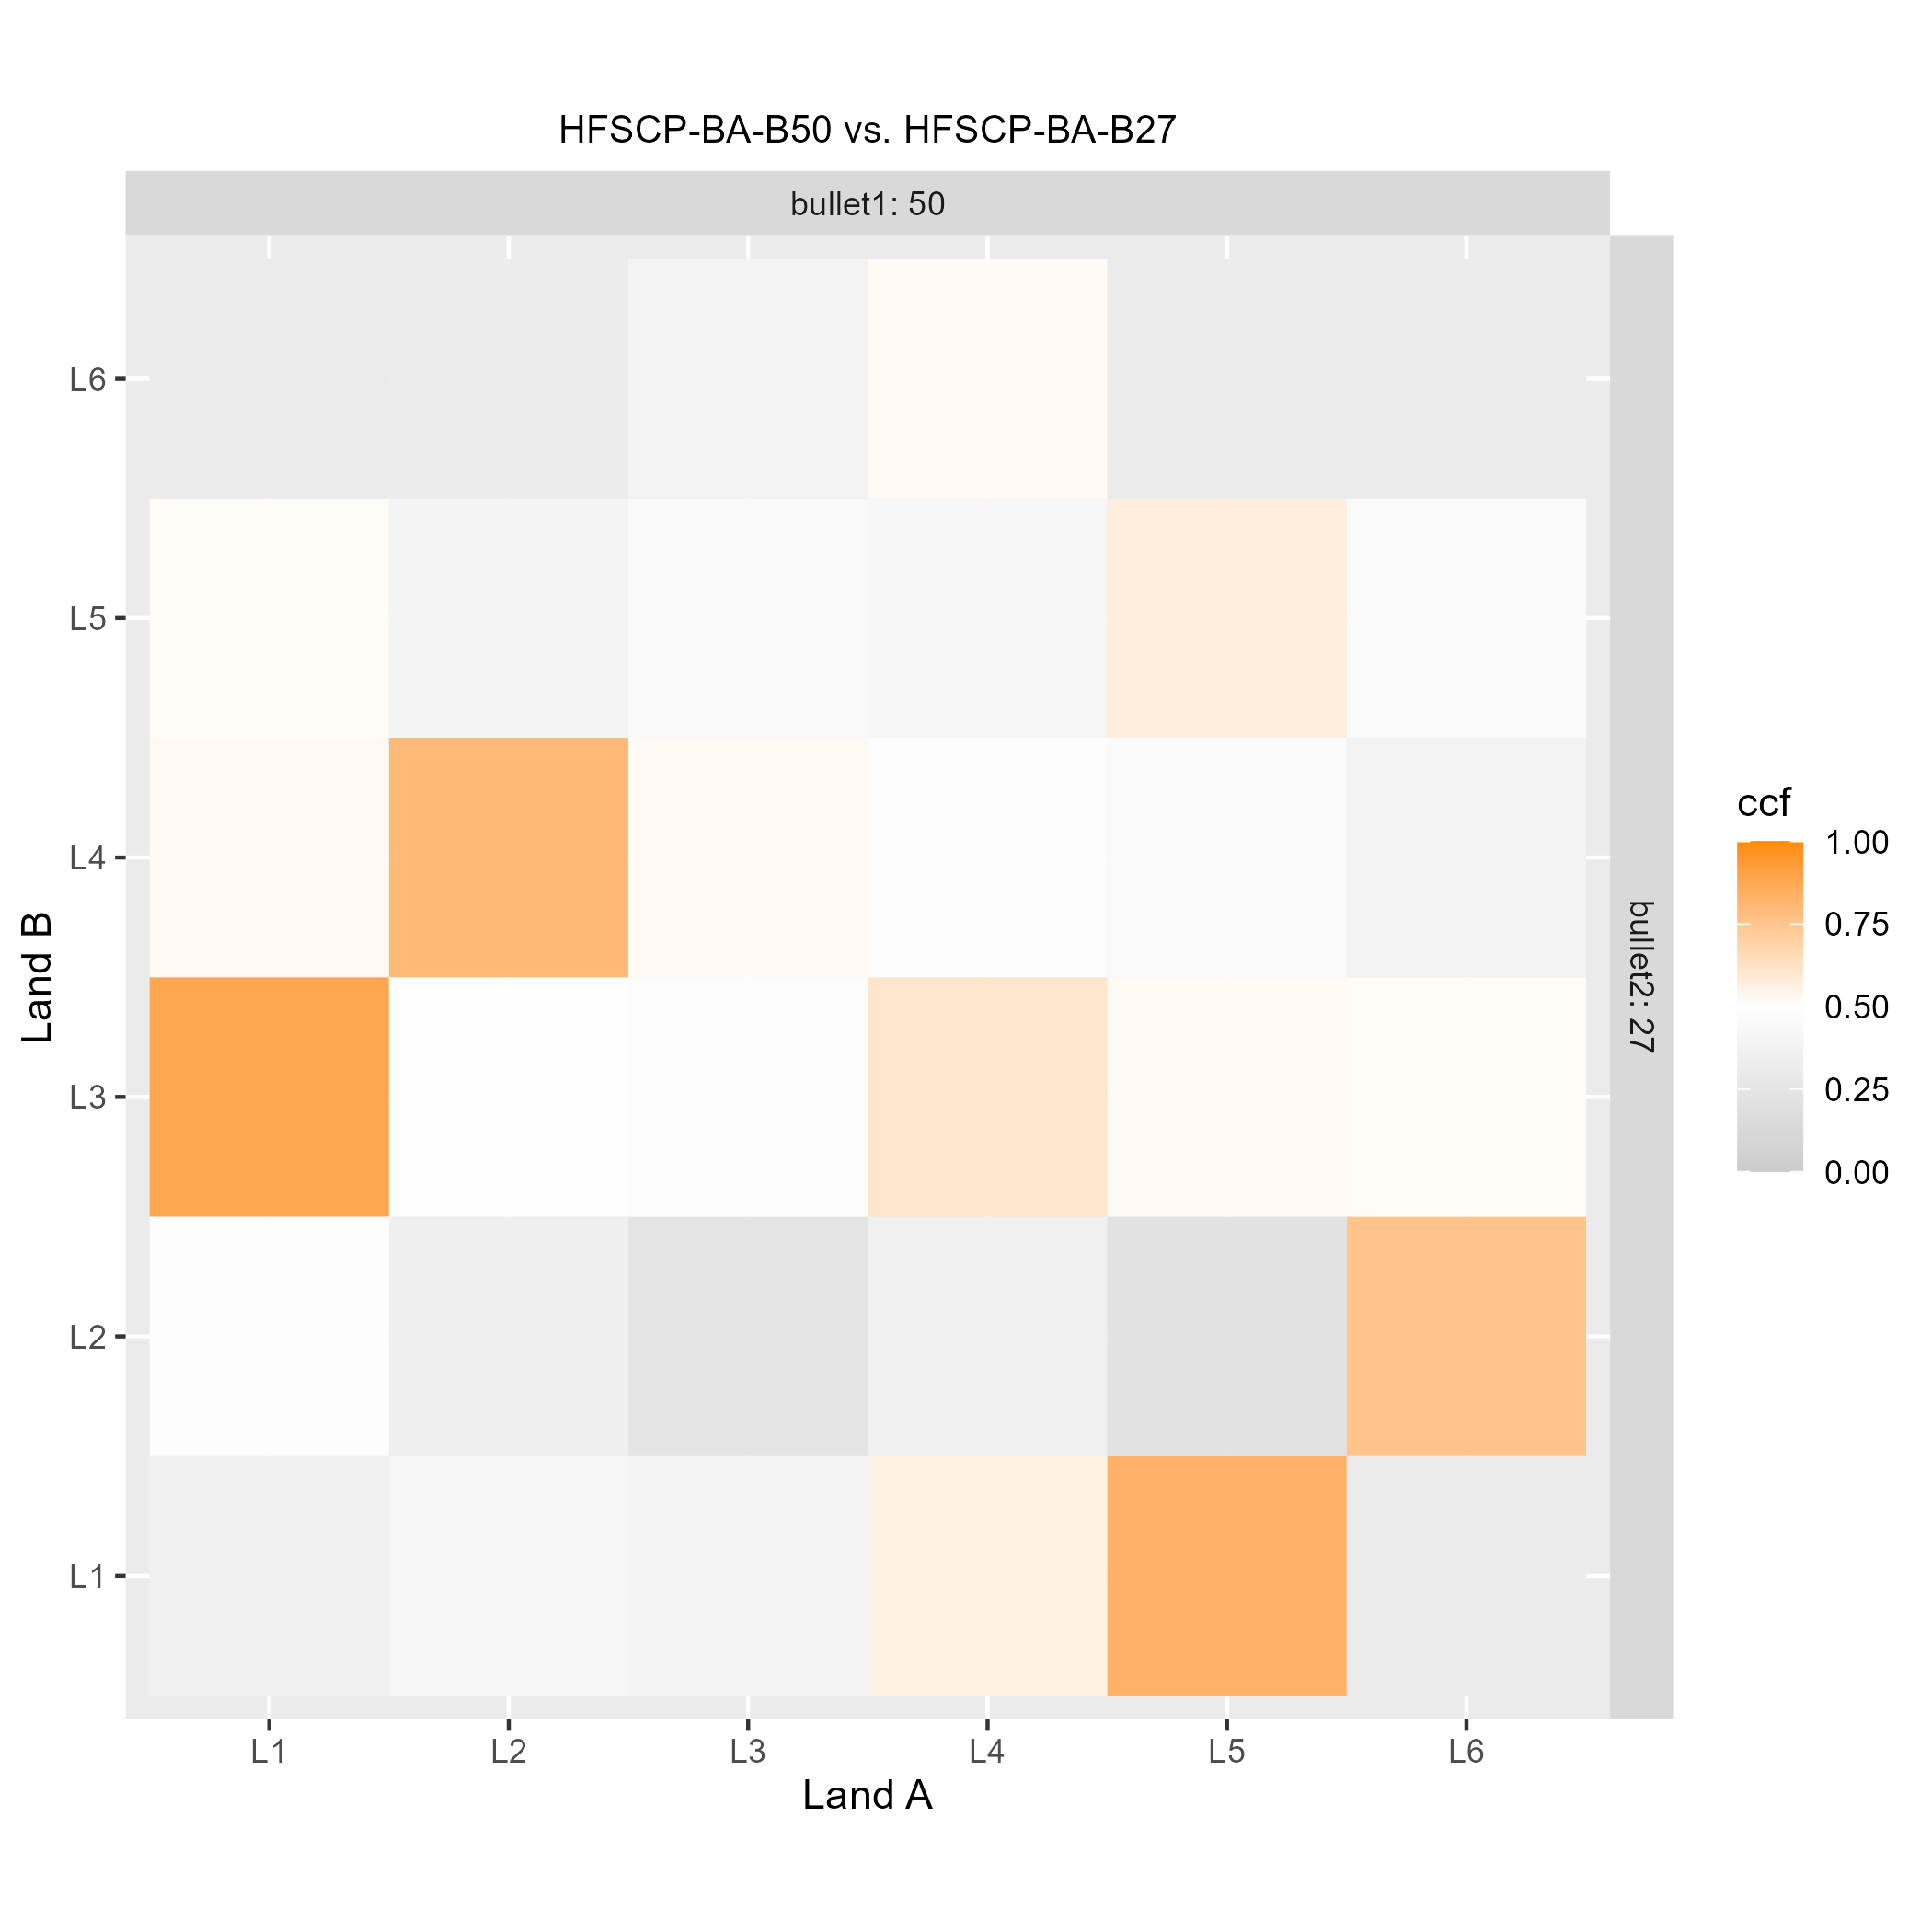 HFSCP-BA-B50 vs. HFSCP-BA-B27
bullet1: 50
L6
L5
L4
L3
L2
L1
Land B
bullet2: 27
L1 L2 L3 L4 L5 L6
Land A
ccf
1.00
0.75
0.50
0.25
0.00